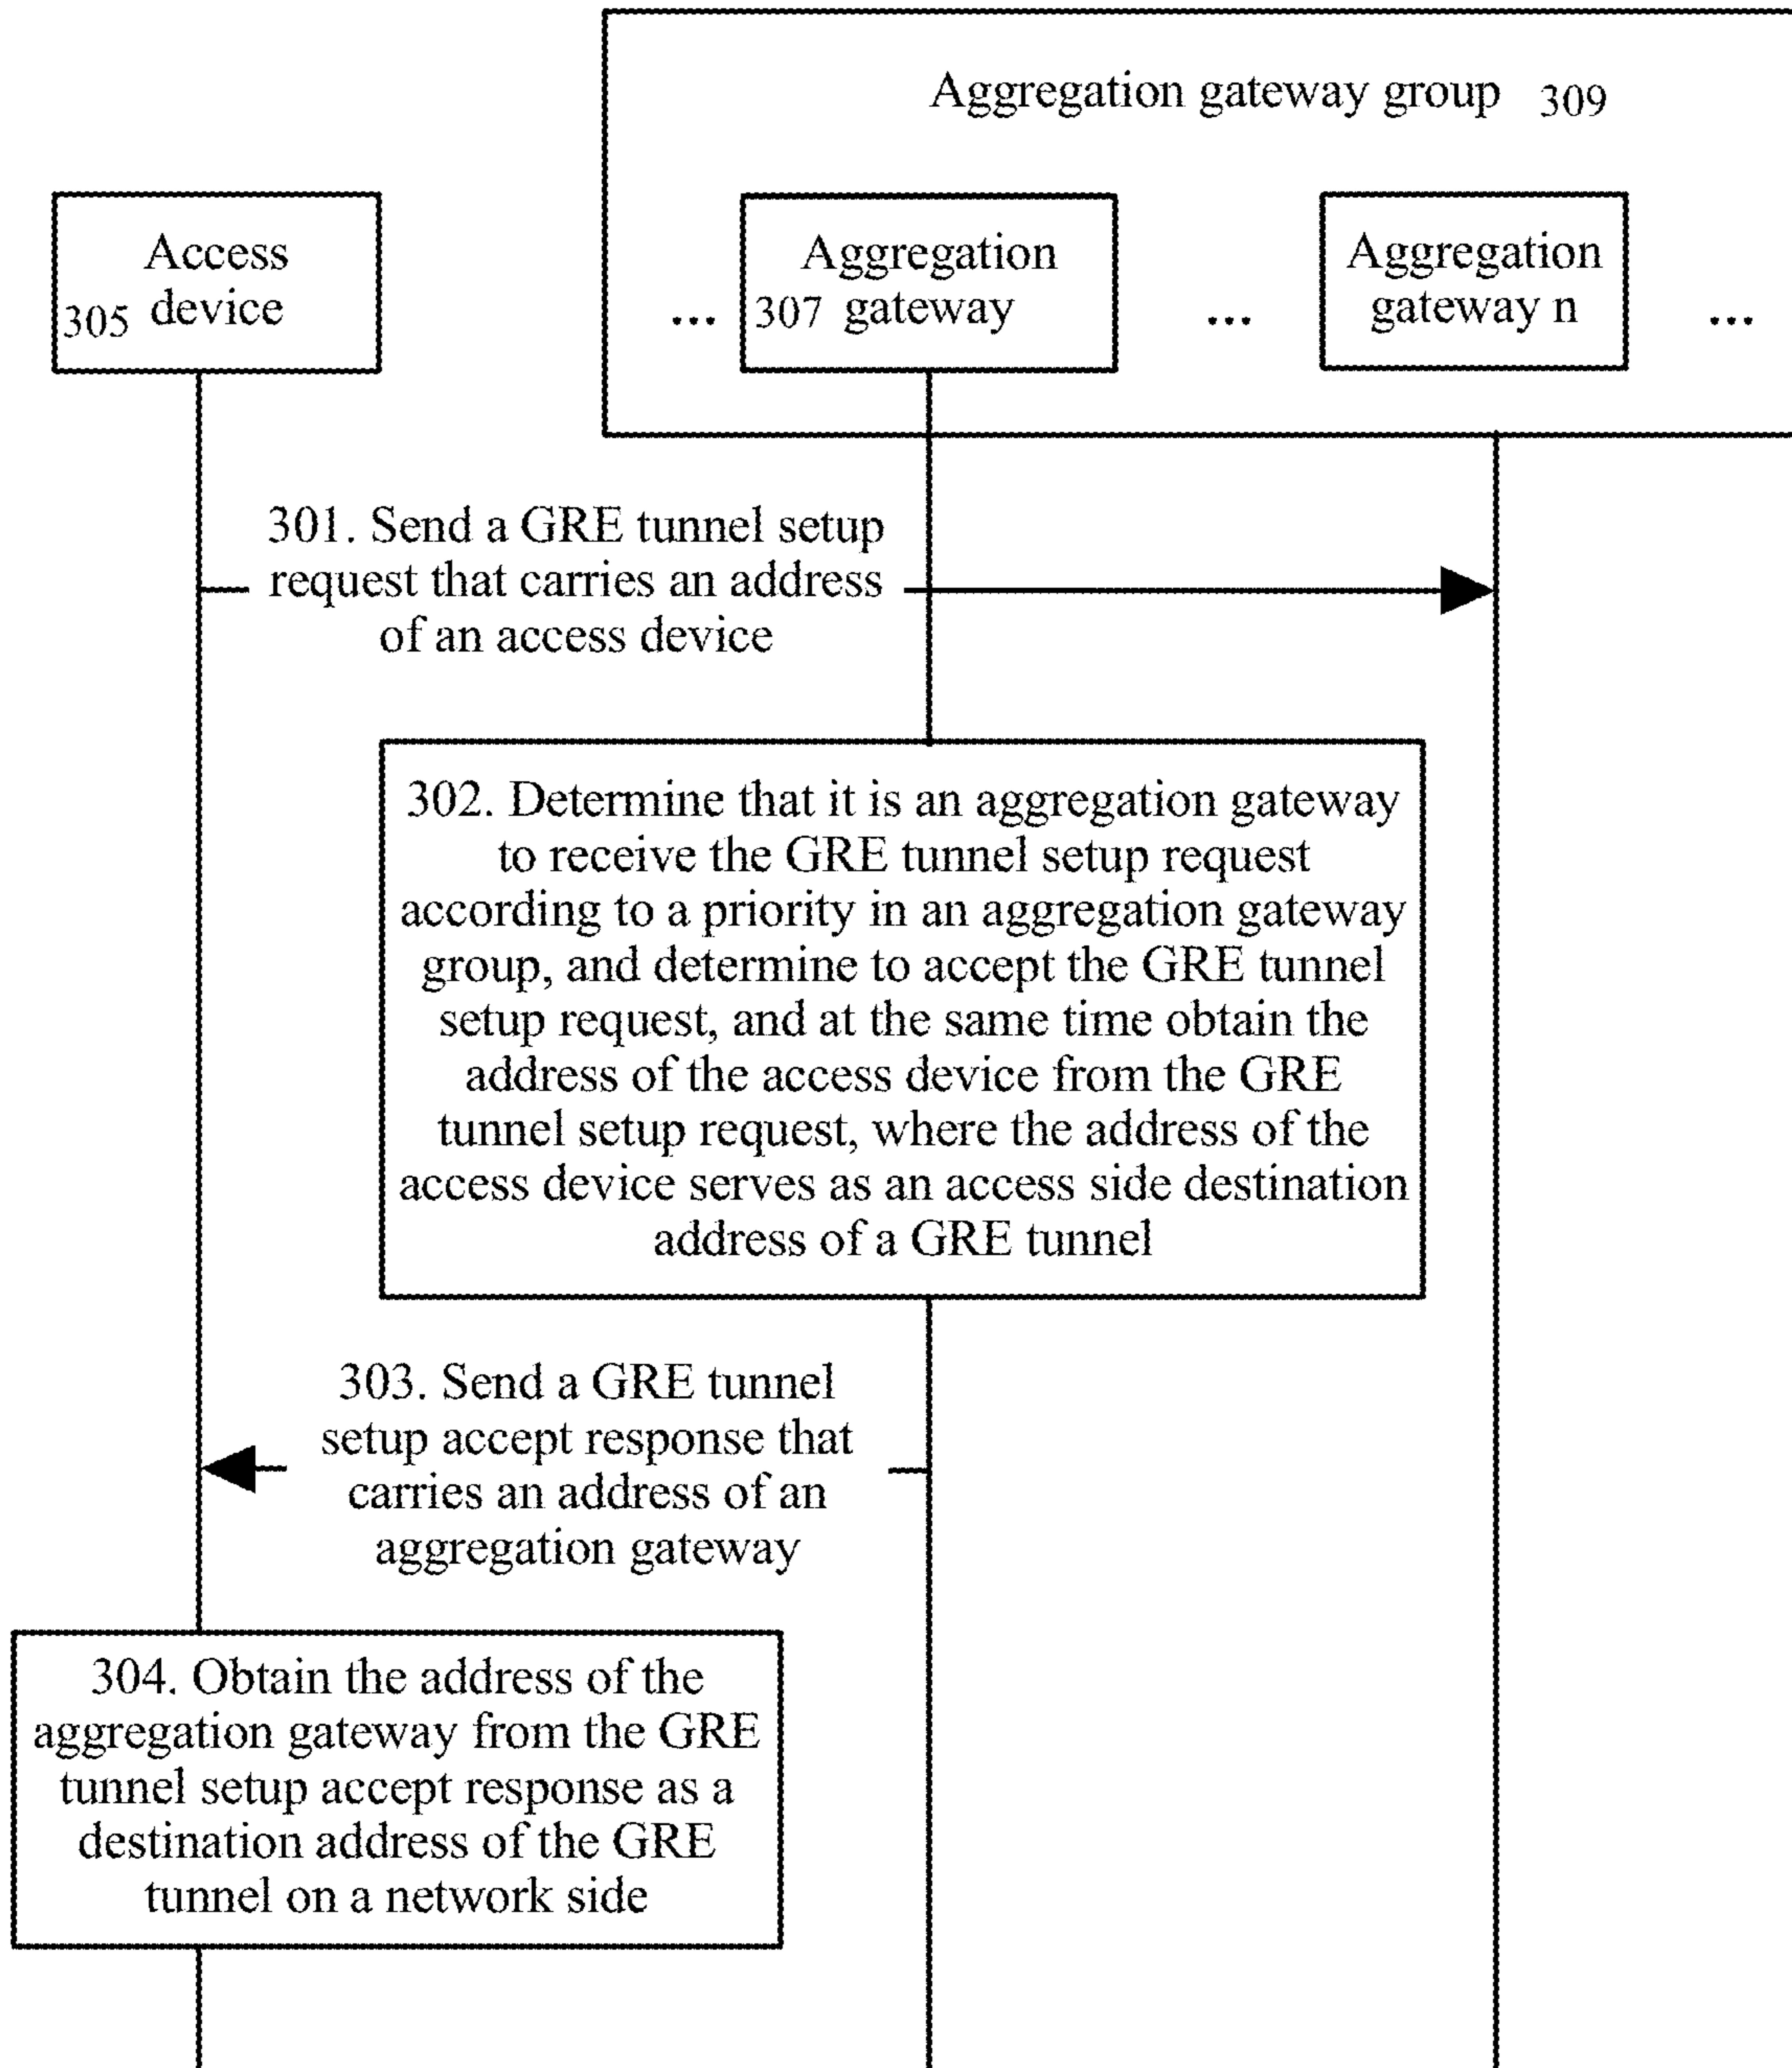 Aggregation gateway group 309
Access
305 device
...
Aggregation
307 gateway
...
Aggregation
gateway n
...
301. Send a GRE tunnel setup
request that carries an address
of an access device
302. Determine that it is an aggregation gateway
to receive the GRE tunnel setup request
according to a priority in an aggregation gateway
group, and determine to accept the GRE tunnel
setup request, and at the same time obtain the
address of the access device from the GRE
tunnel setup request, where the address of the
access device serves as an access side destination
address of a GRE tunnel
303. Send a GRE tunnel
setup accept response that
carries an address of an
aggregation gateway
304. Obtain the address of the
aggregation gateway from the GRE
tunnel setup accept response as a
destination address of the GRE
tunnel on a network side